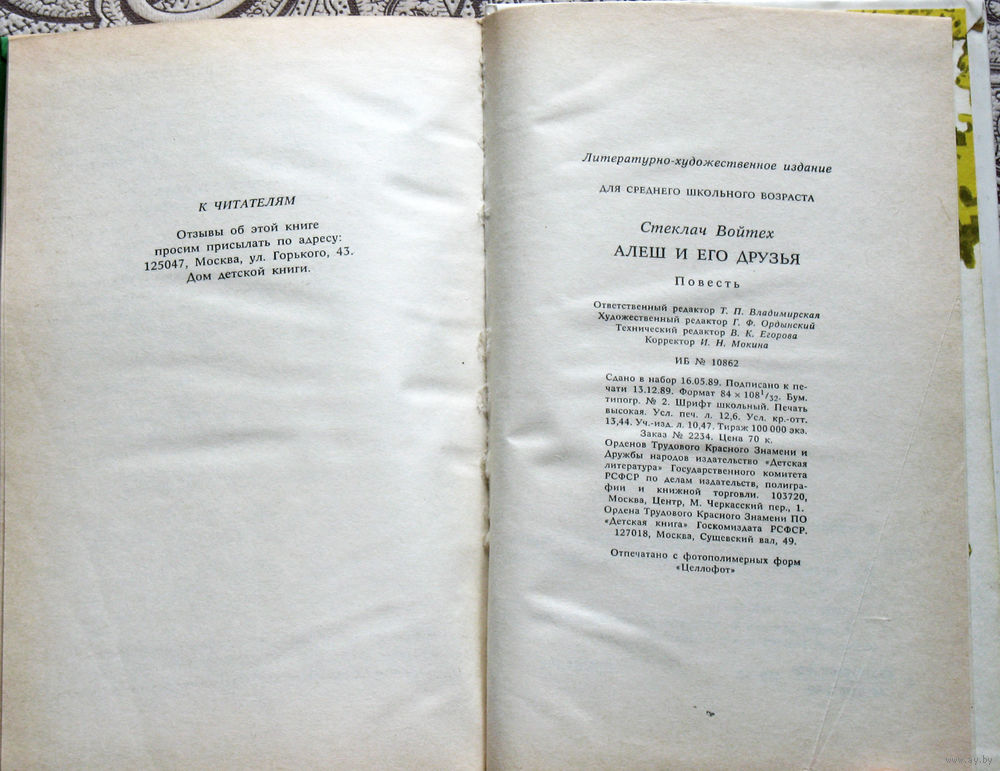 К ЧИТАТЕЛЯМ
Отзывы об этой книге
просим присылать по адресу:
125047, Москва, ул. Горького, 43.
Дом детской книги.
Литературно-художественное издание
ДЛЯ СРЕДНЕГО ШКОЛЬНОГО ВОЗРАСТА
Стеклач Войтех
АЛЕШ И ЕГО ДРУЗЬЯ
Повесть
Ответственный редактор Т. П. Владимирская
Художественный редактор Г. Ф. Ордынский
Технический редактор В. К. Егорова
Корректор И. Н. Мокина
ИБ № 10862
Сдано в набор 16.05.89. Подписано к пе-
чати 13.12.89. Формат 84 × 108 1/32. Бум.
типогр. № 2. Шрифт школьный. Печать
высокая. Усл. печ. л. 12,6. Усл. кр.-отт.
13,44. Уч.-изд. л. 10,47. Тираж 100 000 экз.
Заказ № 2234. Цена 70 к.
Орденов Трудового Красного Знамени и
Дружбы народов издательство «Детская
литература» Государственного комитета
РСФСР по делам издательств, полигра-
фии и книжной торговли. 103720,
Москва, Центр, М. Черкасский пер., 1.
Ордена Трудового Красного Знамени ПО
«Детская книга» Госкомиздата РСФСР.
127018, Москва, Сущевский вал, 49.
Отпечатано с фотополимерных форм
«Целлофот»
www.ay.by